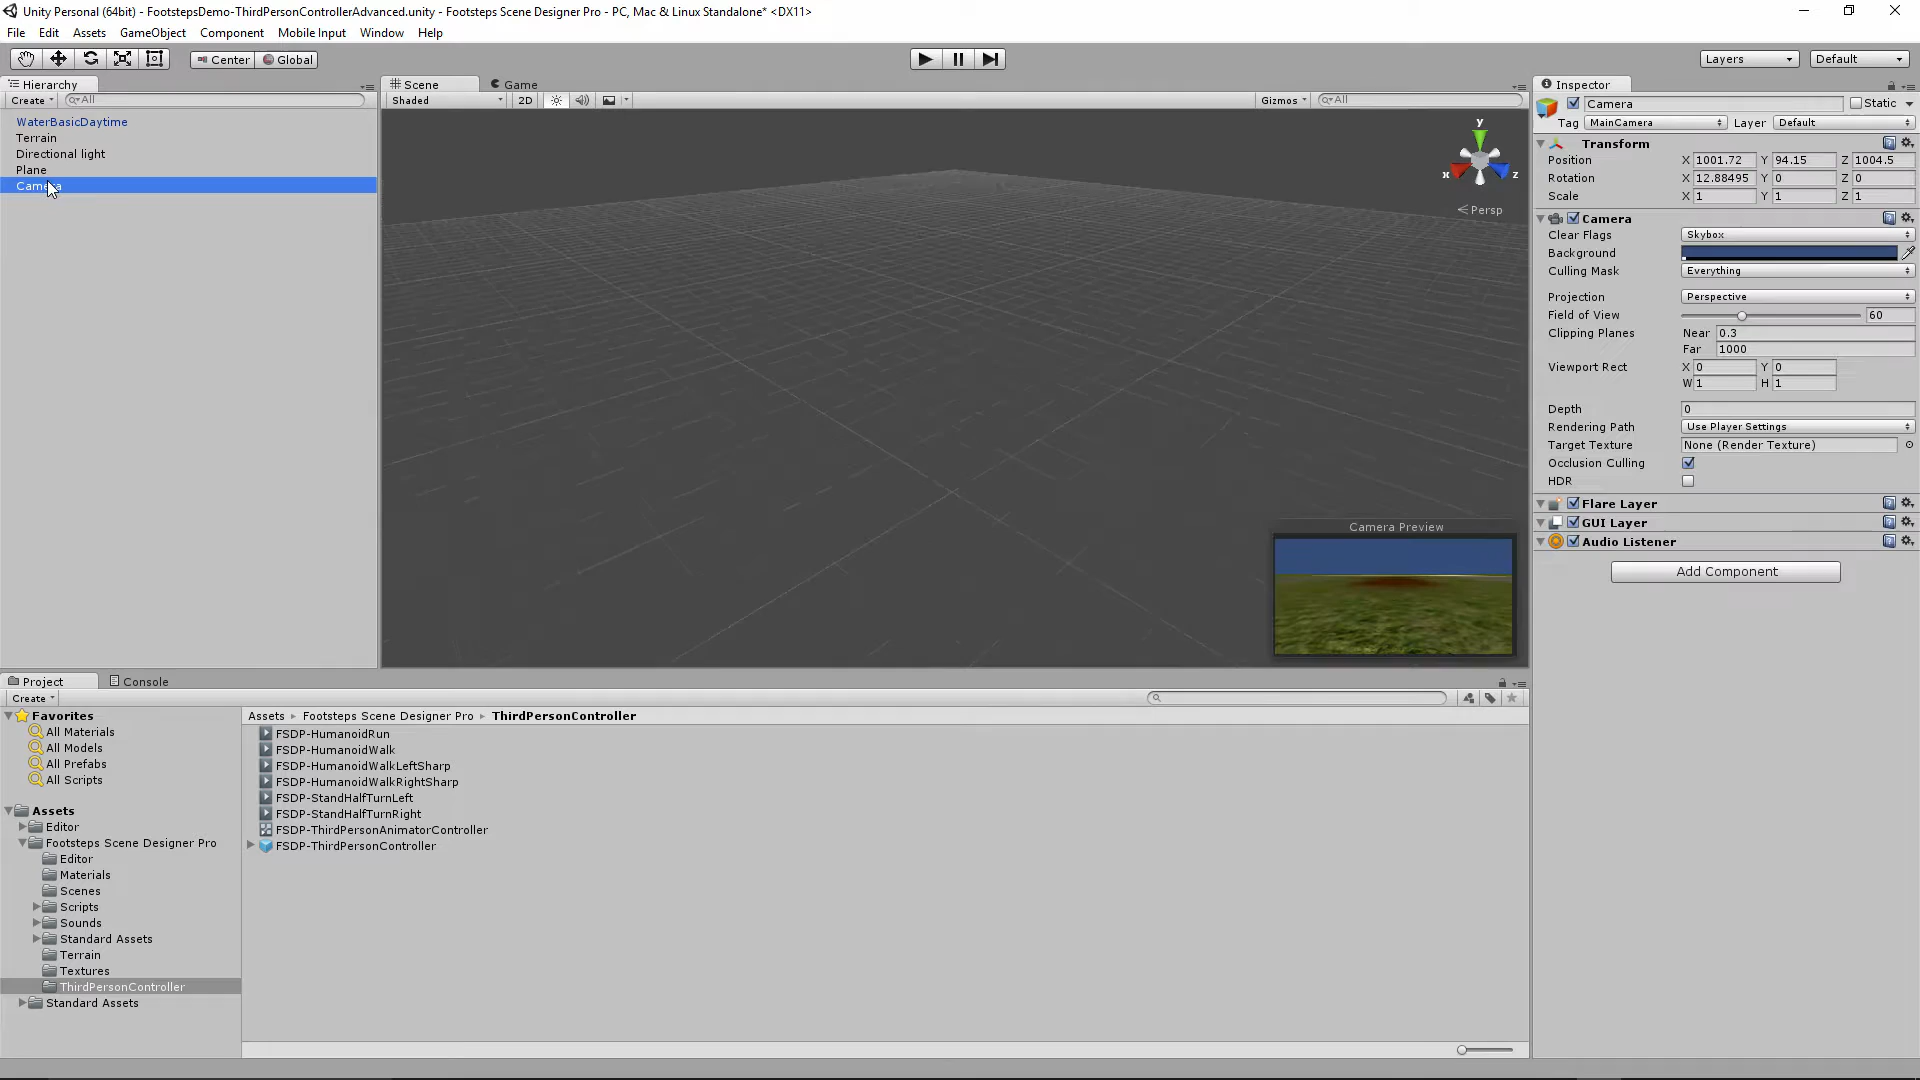 Unity Personal (64bit) - FootstepsDemo-ThirdPersonControllerAdvanced.unity - Footsteps Scene Designer Pro - PC, Mac & Linux Standalone* <DX11>
File Edit Assets GameObject Component Mobile Input Window Help
Center Global Layers Default
Hierarchy
Create All
WaterBasicDaytime
Terrain
Directional light
Plane
Camera
Scene Game
Shaded 2D Gizmos All
y
x z
Persp
Camera Preview
Inspector
Camera Static
Tag MainCamera Layer Default
Transform
Position X 1001.72 Y 94.15 Z 1004.5
Rotation X 12.88495 Y 0 Z 0
Scale X 1 Y 1 Z 1
Camera
Clear Flags Skybox
Background
Culling Mask Everything
Projection Perspective
Field of View 60
Clipping Planes Near 0.3
Far 1000
Viewport Rect X 0 Y 0
W 1 H 1
Depth 0
Rendering Path Use Player Settings
Target Texture None (Render Texture)
Occlusion Culling
HDR
Flare Layer
GUI Layer
Audio Listener
Add Component
Project Console
Create
Favorites
All Materials
All Models
All Prefabs
All Scripts
Assets
Editor
Footsteps Scene Designer Pro
Editor
Materials
Scenes
Scripts
Sounds
Standard Assets
Terrain
Textures
ThirdPersonController
Standard Assets
Assets Footsteps Scene Designer Pro ThirdPersonController
FSDP-HumanoidRun
FSDP-HumanoidWalk
FSDP-HumanoidWalkLeftSharp
FSDP-HumanoidWalkRightSharp
FSDP-StandHalfTurnLeft
FSDP-StandHalfTurnRight
FSDP-ThirdPersonAnimatorController
FSDP-ThirdPersonController